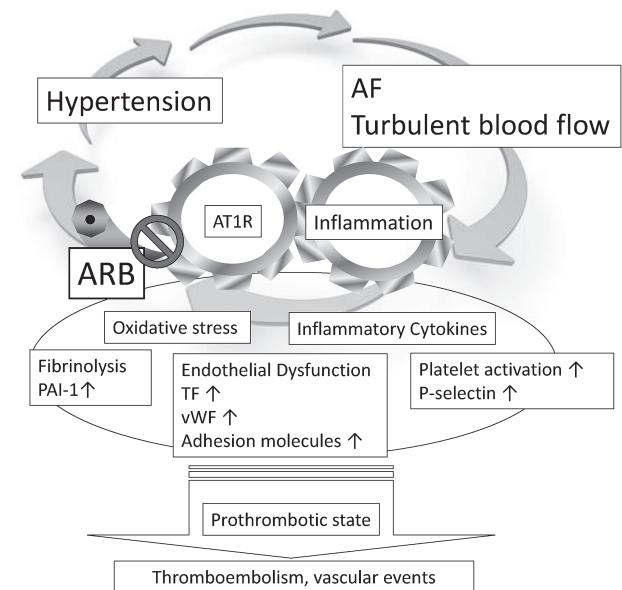 Hypertension
AF
Turbulent blood flow
AT1R
Inflammation
ARB
Oxidative stress
Inflammatory Cytokines
Fibrinolysis
PAI-1↑
Endothelial Dysfunction
TF ↑
vWF ↑
Adhesion molecules ↑
Platelet activation ↑
P-selectin ↑
Prothrombotic state
Thromboembolism, vascular events